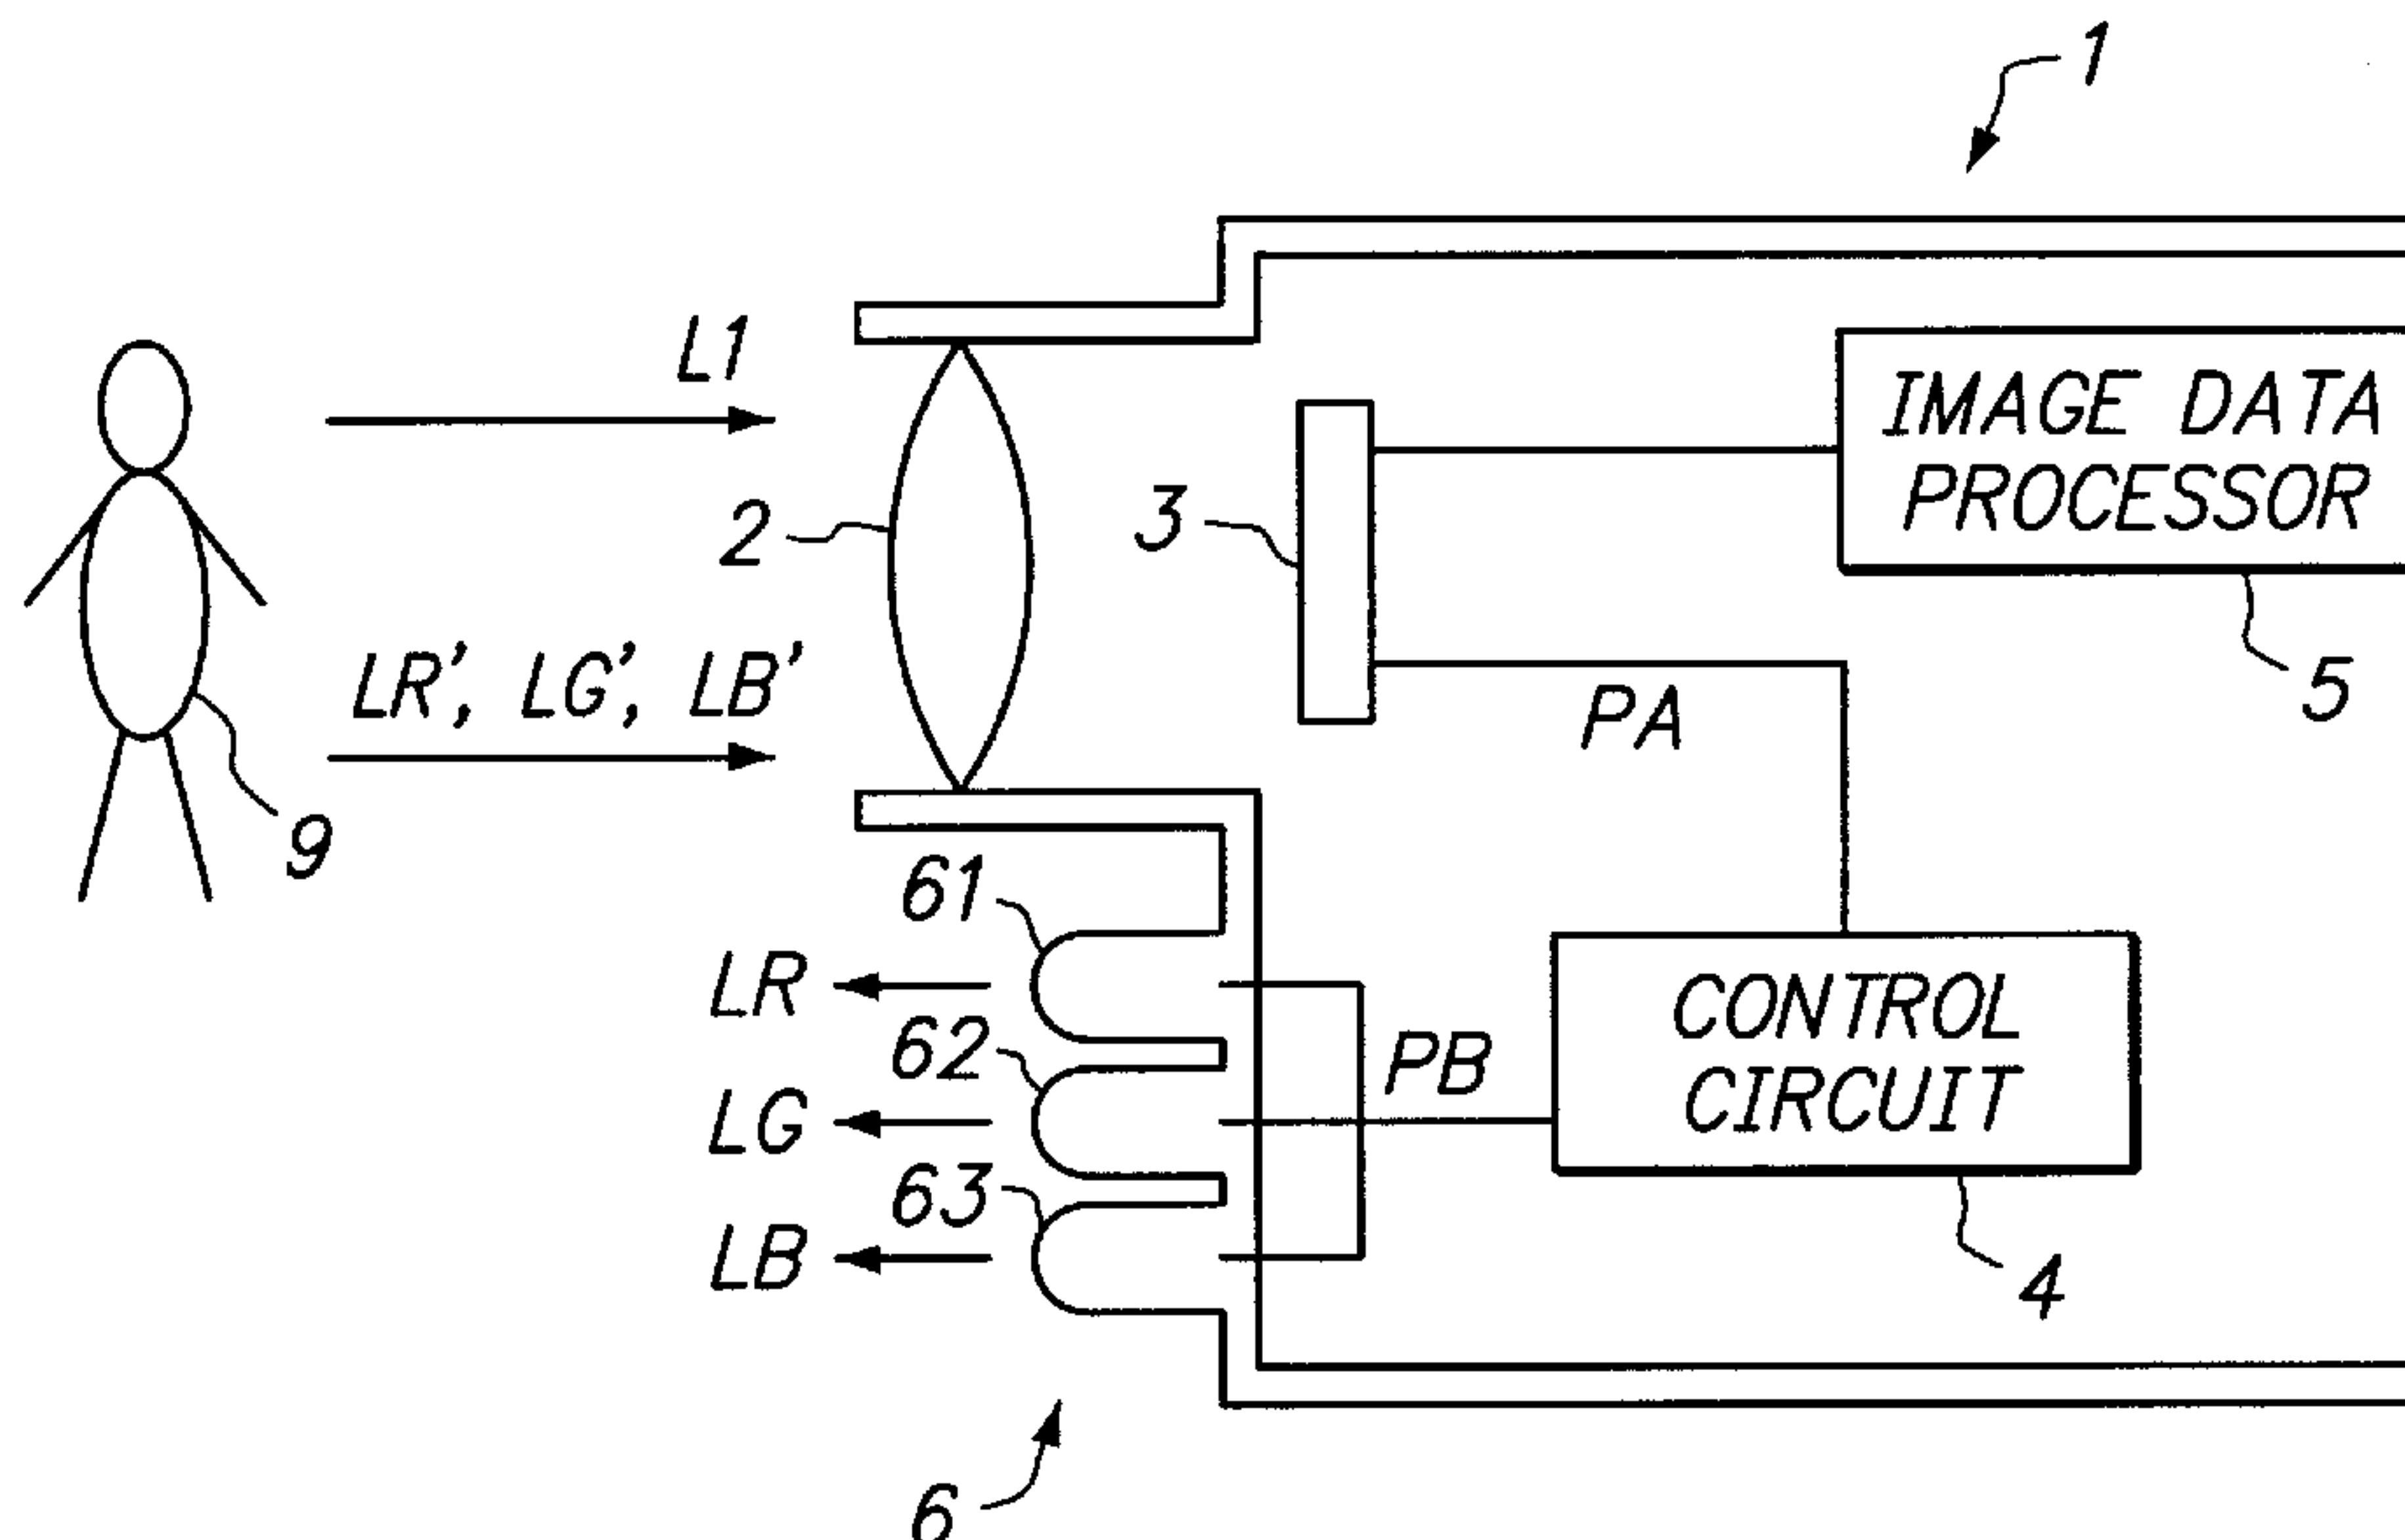 1
L1
IMAGE DATA
PROCESSOR
2
3
LR', LG', LB'
5
PA
9
61
LR
62
PB
CONTROL
CIRCUIT
LG
63
LB
4
6